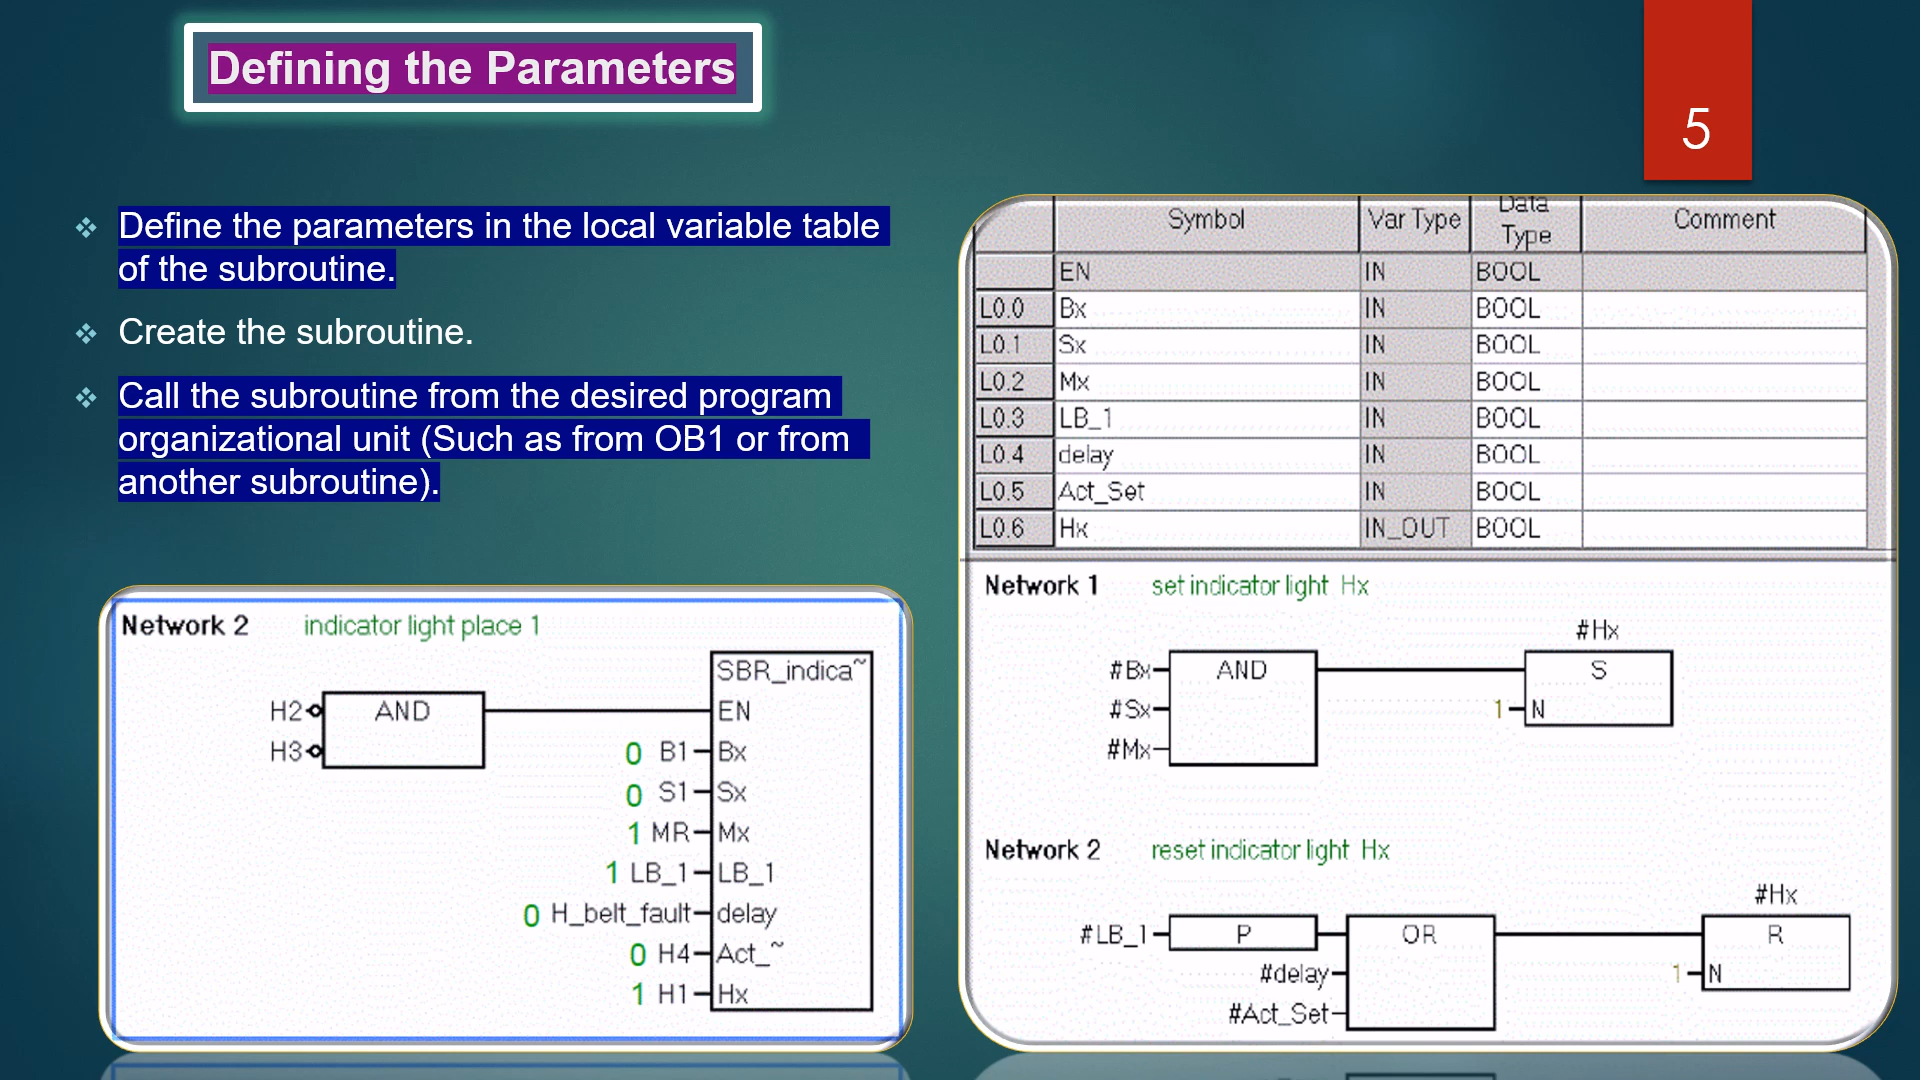 Defining the Parameters
5
Define the parameters in the local variable table
of the subroutine.
Create the subroutine.
Call the subroutine from the desired program
organizational unit (Such as from OB1 or from
another subroutine).
Network 2 indicator light place 1
SBR_indica~
H2 AND EN
H3
0 B1 Bx
0 S1 Sx
1 MR Mx
1 LB_1 LB_1
0 H_belt_fault delay
0 H4 Act_~
1 H1 Hx
Symbol Var Type Data Type Comment
EN IN BOOL
L0.0 Bx IN BOOL
L0.1 Sx IN BOOL
L0.2 Mx IN BOOL
L0.3 LB_1 IN BOOL
L0.4 delay IN BOOL
L0.5 Act_Set IN BOOL
L0.6 Hx IN_OUT BOOL
Network 1 set indicator light Hx
#Hx
#Bx AND S
#Sx 1 N
#Mx
Network 2 reset indicator light Hx
#Hx
#LB_1 P OR R
#delay 1 N
#Act_Set